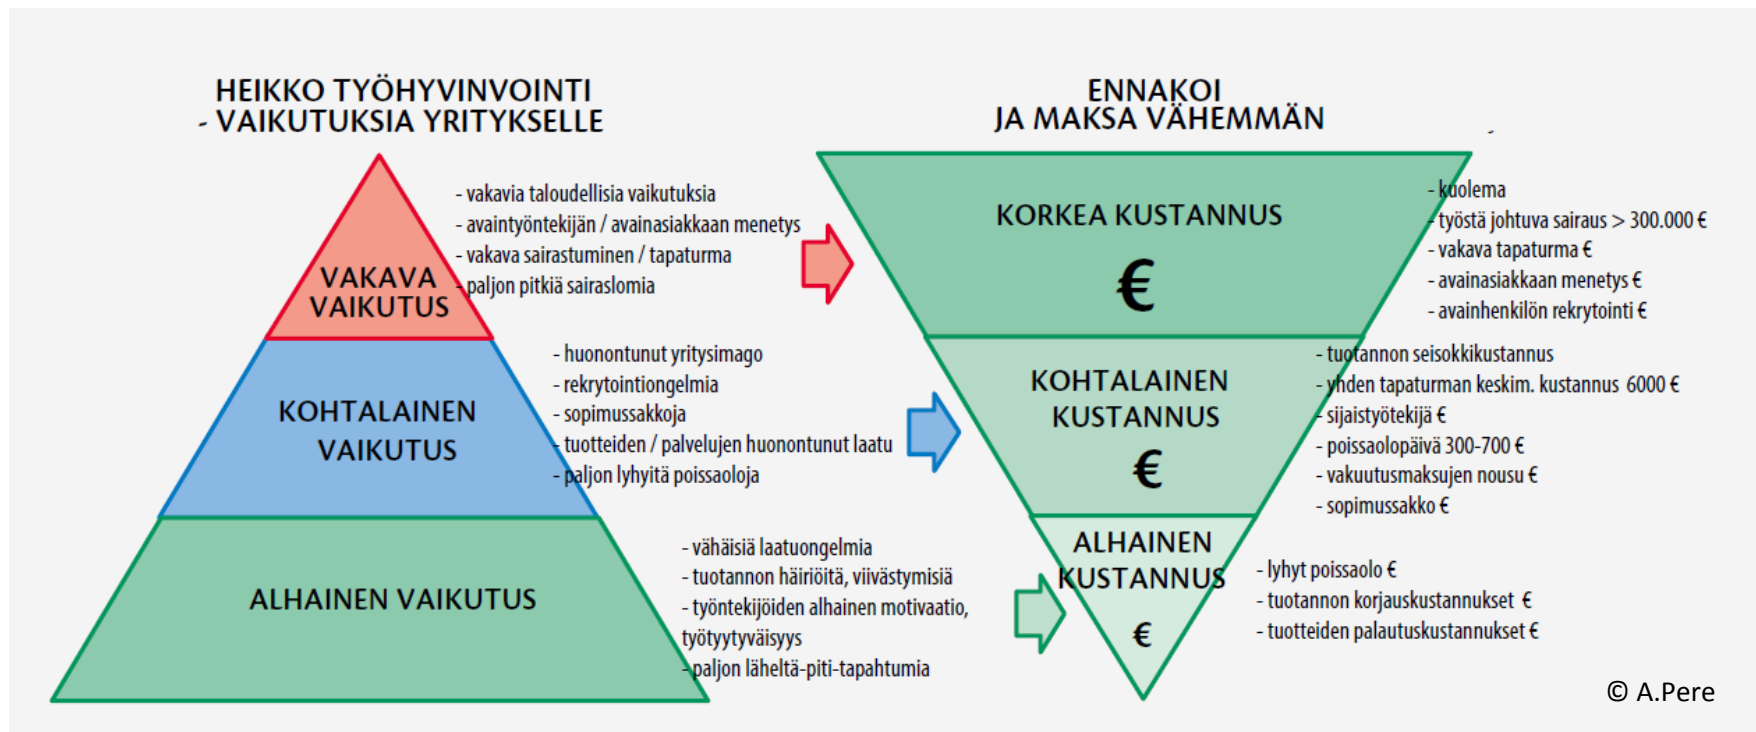 HEIKKO TYÖHYVINVOINTI
- VAIKUTUKSIA YRITYKSELLE
VAKAVA
VAIKUTUS
- vakavia taloudellisia vaikutuksia
- avaintyöntekijän / avainasiakkaan menetys
- vakava sairastuminen / tapaturma
- paljon pitkiä sairaslomia
KOHTALAINEN
VAIKUTUS
- huonontunut yritysimago
- rekrytointiongelmia
- sopimussakkoja
- tuotteiden / palvelujen huonontunut laatu
- paljon lyhyitä poissaoloja
ALHAINEN VAIKUTUS
- vähäisiä laatuongelmia
- tuotannon häiriöitä, viivästymisiä
- työntekijöiden alhainen motivaatio,
työtyytyväisyys
- paljon läheltä-piti-tapahtumia
ENNAKOI
JA MAKSA VÄHEMMÄN
KORKEA KUSTANNUS
€
- kuolema
- työstä johtuva sairaus > 300.000 €
- vakava tapaturma €
- avainasiakkaan menetys €
- avainhenkilön rekrytointi €
KOHTALAINEN
KUSTANNUS
€
- tuotannon seisokkikustannus
- yhden tapaturman keskim. kustannus 6000 €
- sijaistyötekijä €
- poissaolopäivä 300-700 €
- vakuutusmaksujen nousu €
- sopimussakko €
ALHAINEN
KUSTANNUS
€
- lyhyt poissaolo €
- tuotannon korjauskustannukset €
- tuotteiden palautuskustannukset €
© A.Pere